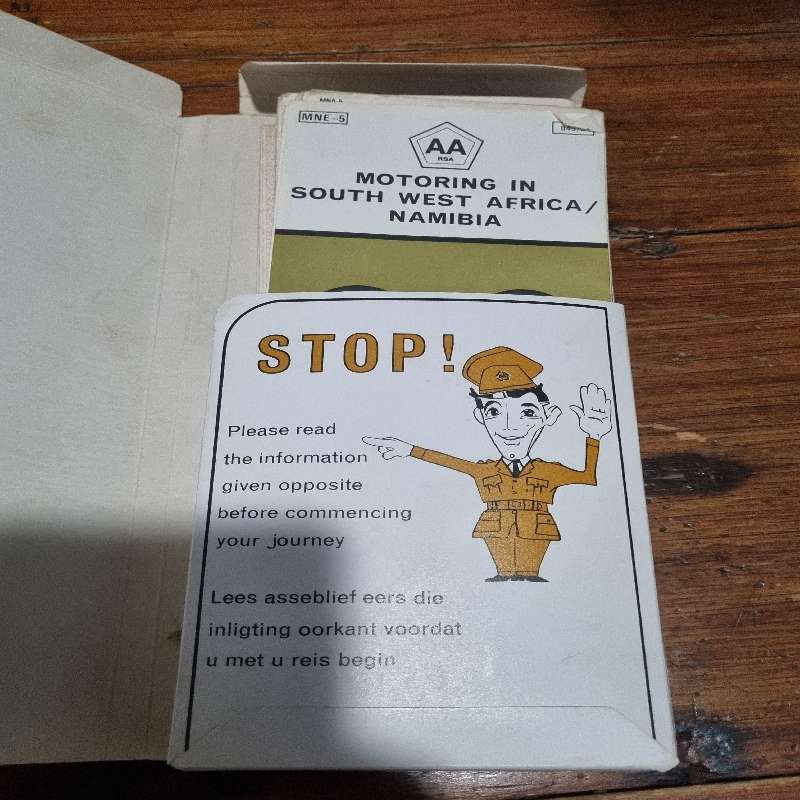 MNE-5
AA
RSA
MOTORING IN
SOUTH WEST AFRICA/
NAMIBIA
STOP!
Please read
the information
given opposite
before commencing
your journey
Lees asseblief eers die
inligting oorkant voordat
u met u reis begin